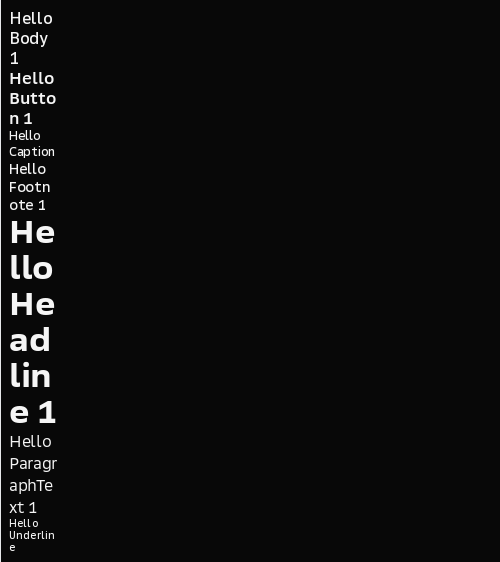 Hello
Body
1
Hello
Butto
n 1
Hello
Caption
Hello
Footn
ote 1
He
llo
He
ad
lin
e 1
Hello
Paragr
aphTe
xt 1
Hello
Underlin
e